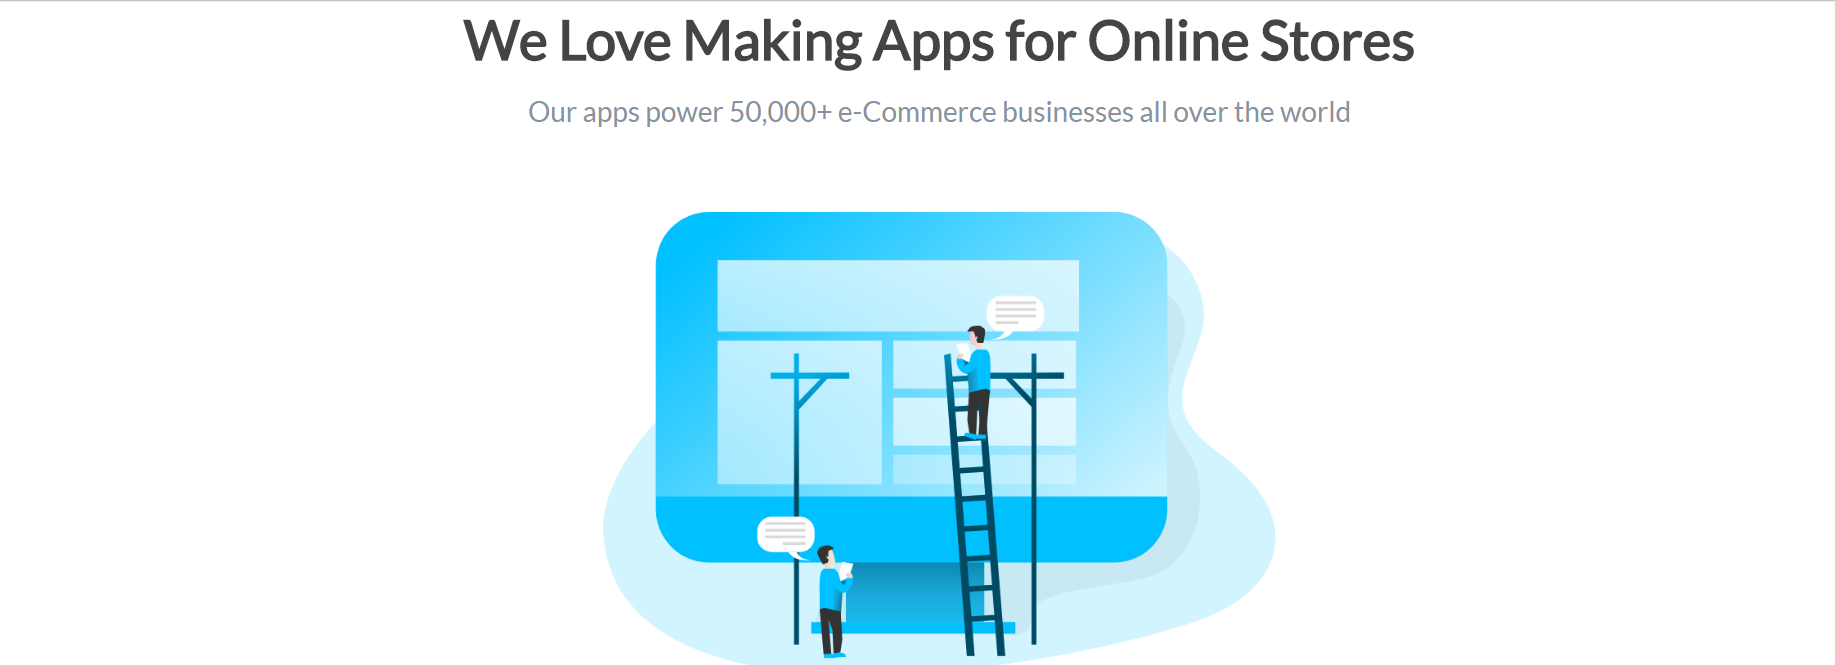 We Love Making Apps for Online Stores
Our apps power 50,000+ e-Commerce businesses all over the world